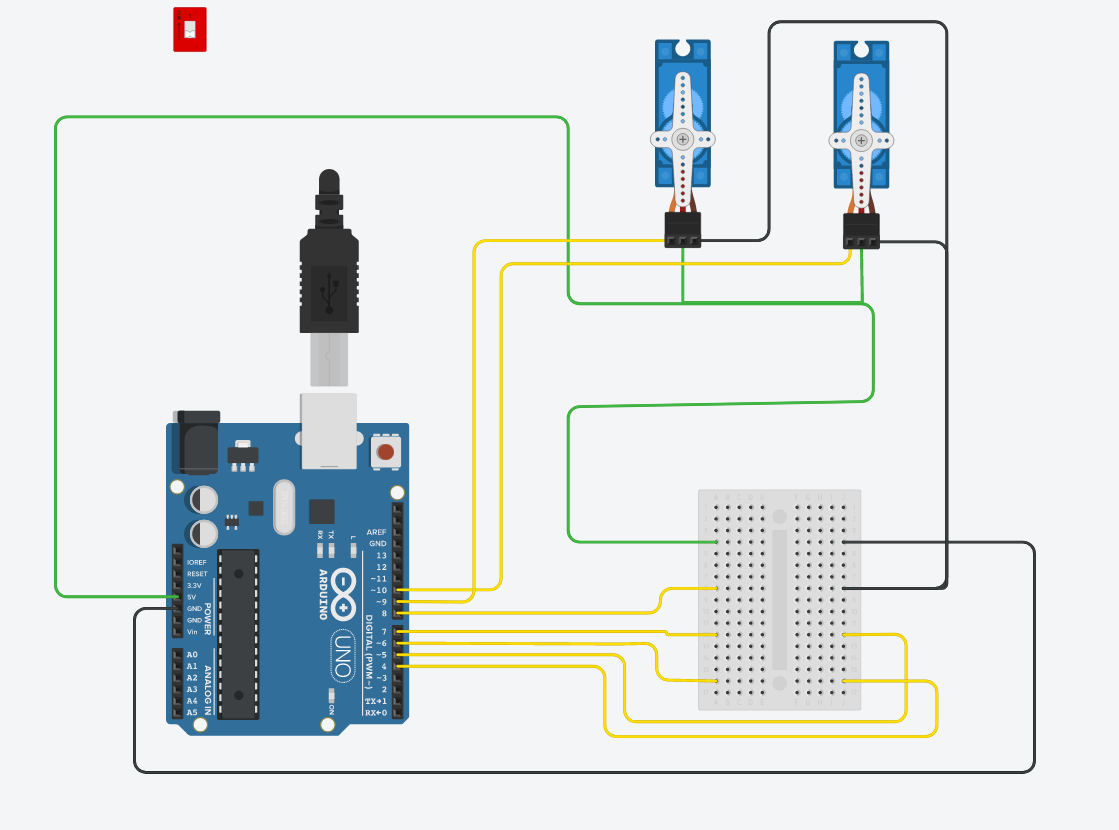 AREF
GND
13
12
~11
~10
~9
8
7
~6
~5
4
~3
2
TX→1
RX←0
DIGITAL (PWM~)
IOREF
RESET
3.3V
5V
GND
GND
Vin
POWER
A0
A1
A2
A3
A4
A5
ANALOG IN
RX
TX
L
ARDUINO
UNO
ON